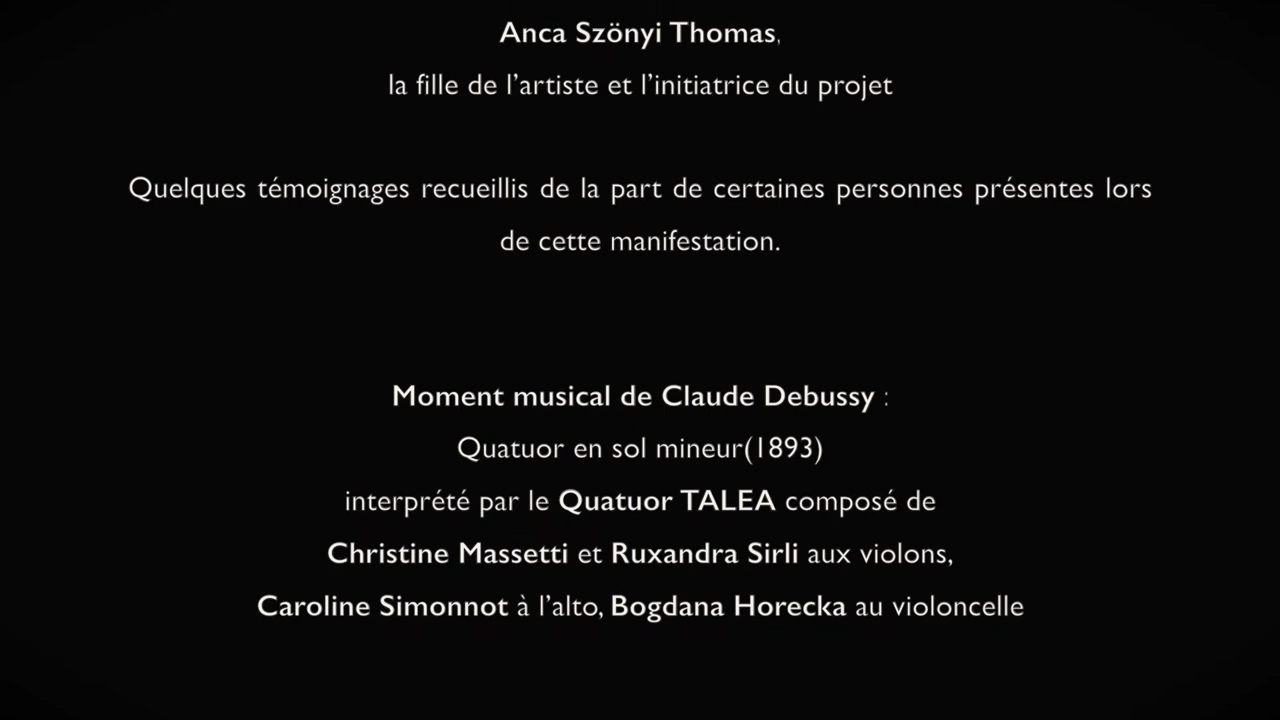 Anca Szönyi Thomas,
la fille de l’artiste et l’initiatrice du projet
Quelques témoignages recueillis de la part de certaines personnes présentes lors
de cette manifestation.
Moment musical de Claude Debussy :
Quatuor en sol mineur(1893)
interprété par le Quatuor TALEA composé de
Christine Massetti et Ruxandra Sirli aux violons,
Caroline Simonnot à l’alto, Bogdana Horecka au violoncelle